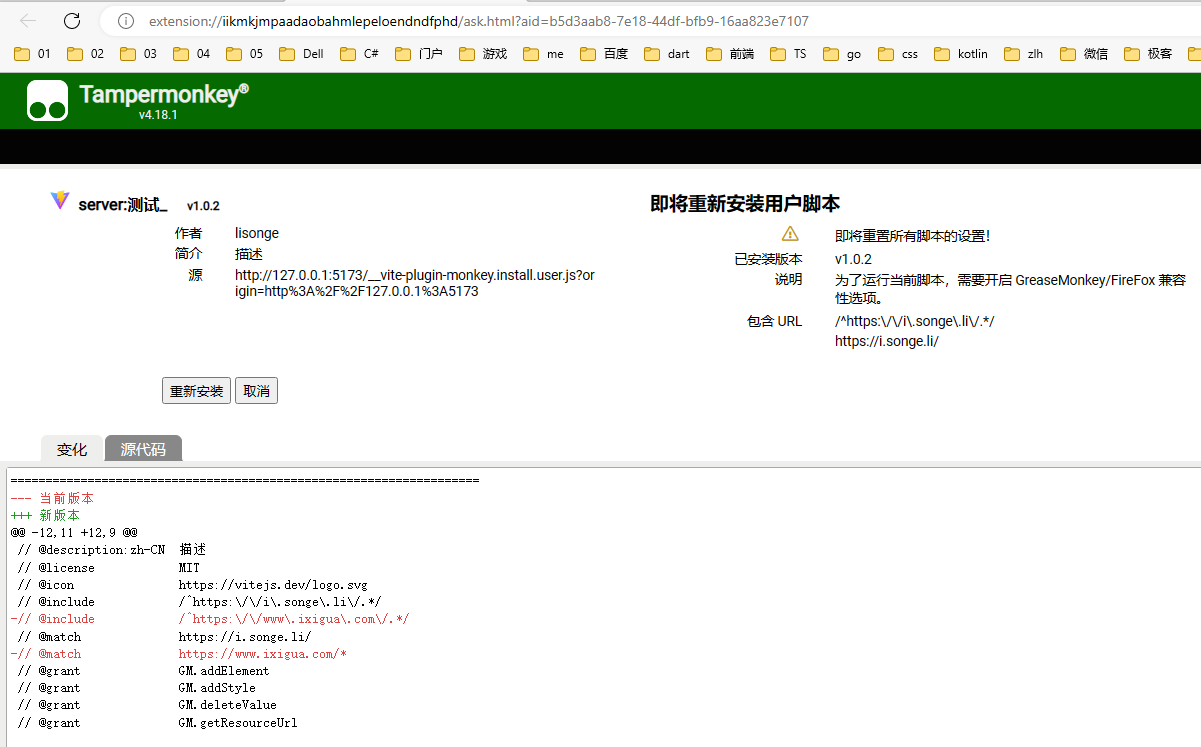 extension://iikmkjmpaadaobahmlepeloendndfphd/ask.html?aid=b5d3aab8-7e18-44df-bfb9-16aa823e7107
01 02 03 04 05 Dell C# 门户 游戏 me 百度 dart 前端 TS go css kotlin zlh 微信 极客
Tampermonkey®
v4.18.1
server:测试_ v1.0.2
作者 lisonge
简介 描述
源 http://127.0.0.1:5173/__vite-plugin-monkey.install.user.js?or
igin=http%3A%2F%2F127.0.0.1%3A5173
即将重新安装用户脚本
即将重置所有脚本的设置!
已安装版本 v1.0.2
说明 为了运行当前脚本，需要开启 GreaseMonkey/FireFox 兼容
性选项。
包含 URL /^https:\/\/i\.songe\.li\/.*/
https://i.songe.li/
重新安装 取消
变化 源代码
===================================================================
--- 当前版本
+++ 新版本
@@ -12,11 +12,9 @@
// @description:zh-CN 描述
// @license MIT
// @icon https://vitejs.dev/logo.svg
// @include /^https:\/\/i\.songe\.li\/.*/
-// @include /^https:\/\/www\.ixigua\.com\/.*/
// @match https://i.songe.li/
-// @match https://www.ixigua.com/*
// @grant GM.addElement
// @grant GM.addStyle
// @grant GM.deleteValue
// @grant GM.getResourceUrl